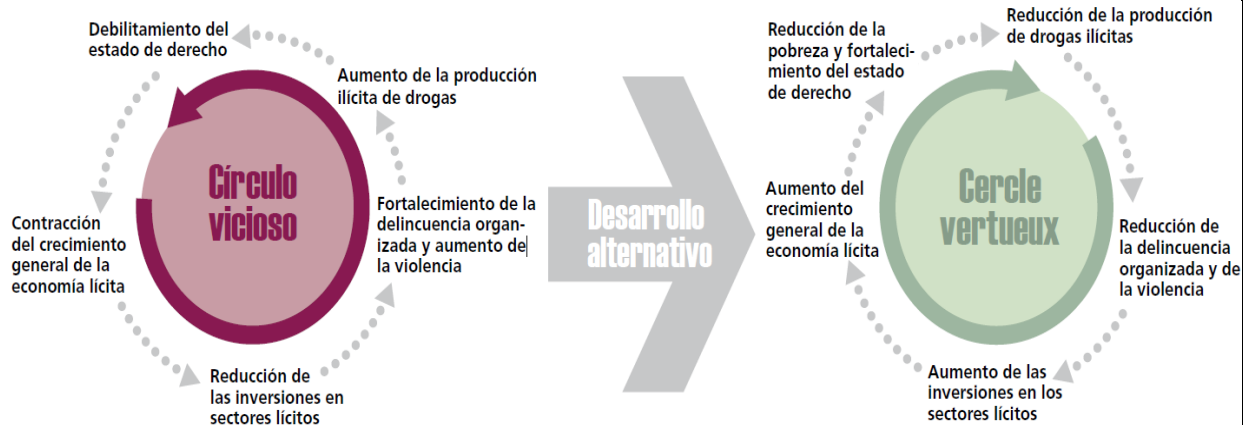 Debilitamiento del
estado de derecho
Aumento de la producción
ilícita de drogas
Círculo
vicioso
Contracción
del crecimiento
general de la
economía lícita
Fortalecimiento de la
delincuencia organ-
izada y aumento de
la violencia
Reducción de
las inversiones en
sectores lícitos
Desarrollo
alternativo
Reducción de la
pobreza y fortaleci-
miento del estado
de derecho
Reducción de la producción
de drogas ilícitas
Cercle
vertueux
Aumento del
crecimiento
general de la
economía lícita
Reducción de
la delincuencia
organizada y de
la violencia
Aumento de las
inversiones en los
sectores lícitos